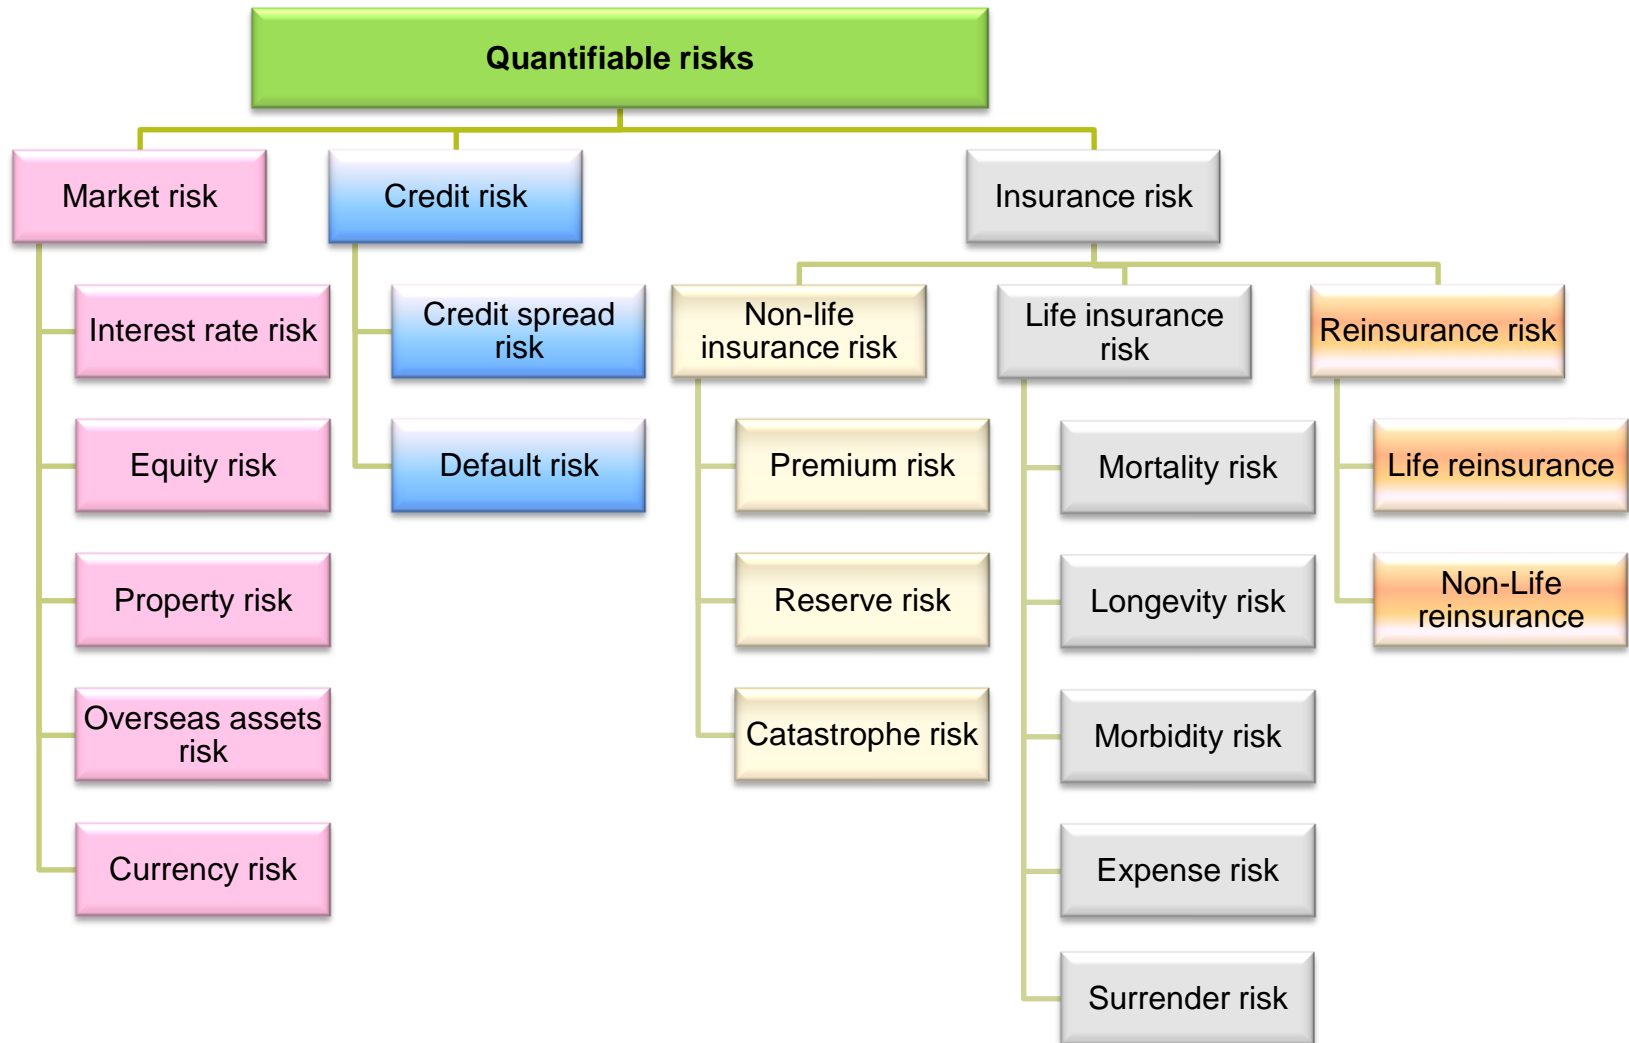 Quantifiable risks
Market risk
Credit risk
Insurance risk
Interest rate risk
Equity risk
Property risk
Overseas assets
risk
Currency risk
Credit spread
risk
Default risk
Non-life
insurance risk
Premium risk
Reserve risk
Catastrophe risk
Life insurance
risk
Mortality risk
Longevity risk
Morbidity risk
Expense risk
Surrender risk
Reinsurance risk
Life reinsurance
Non-Life
reinsurance